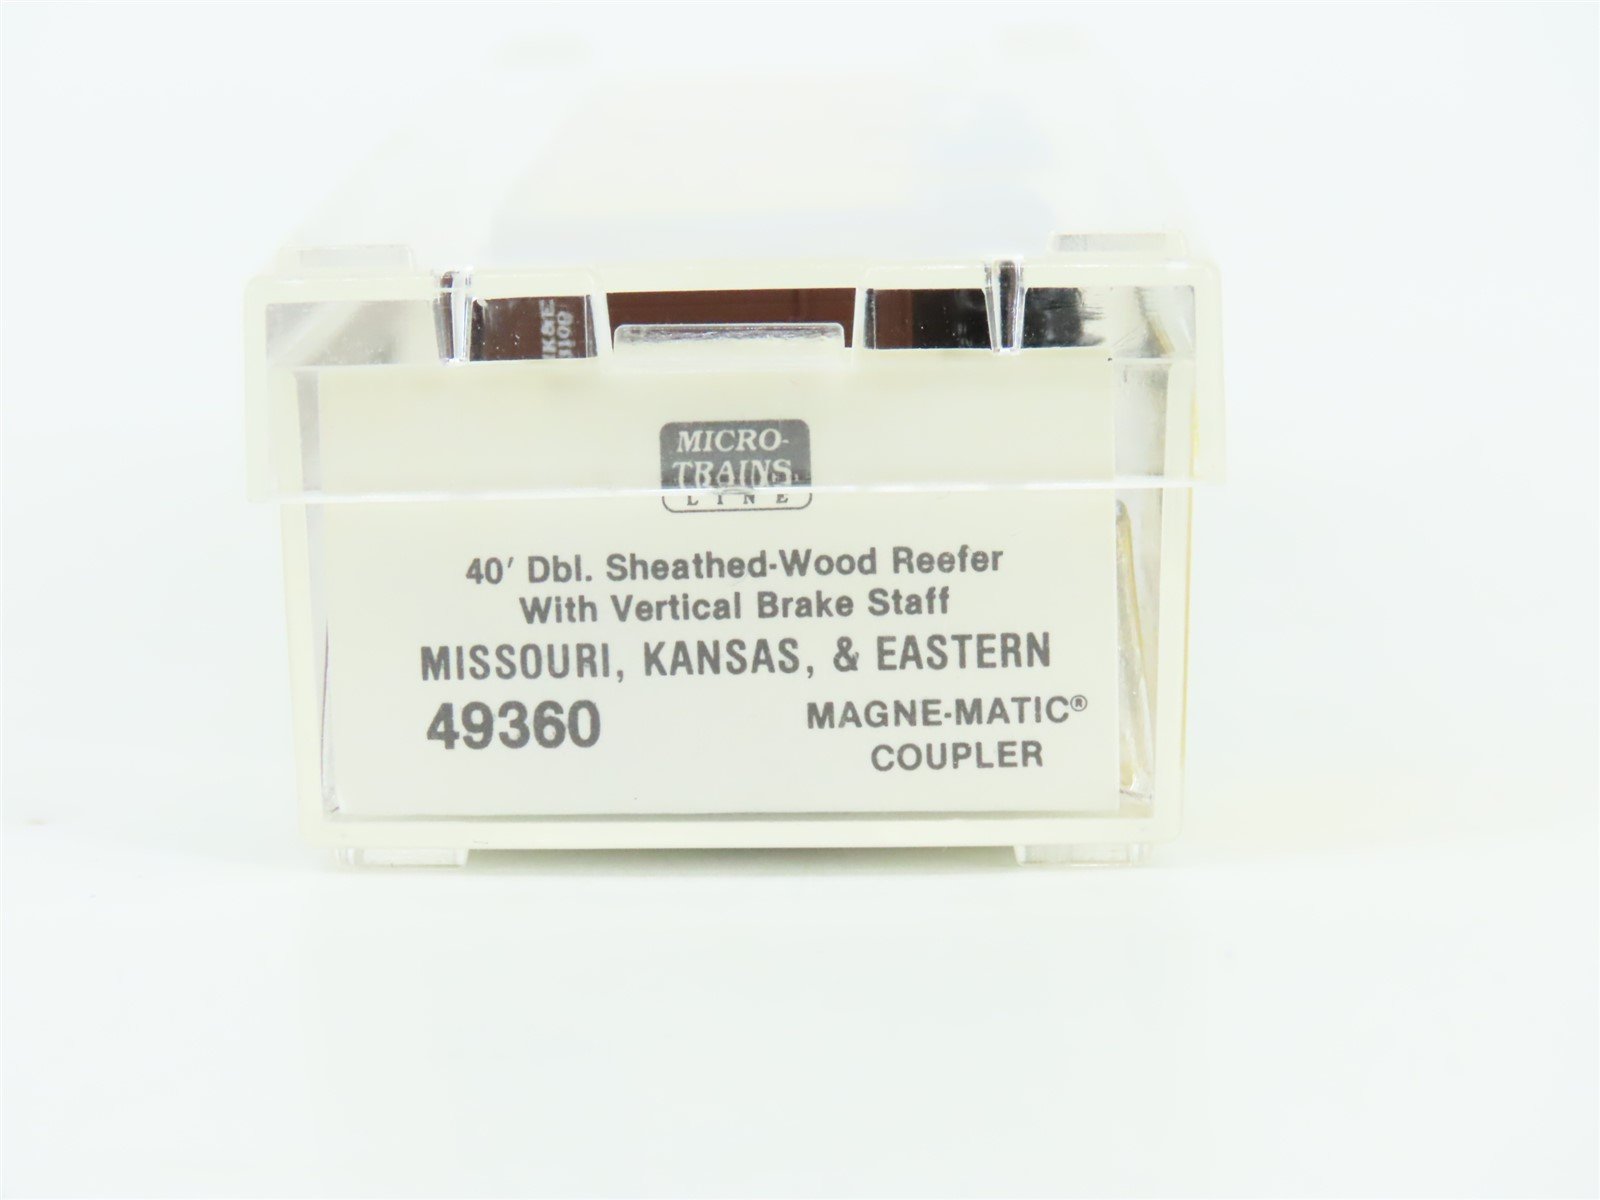 MICRO-
TRAINS
LINE
40' Dbl. Sheathed-Wood Reefer
With Vertical Brake Staff
MISSOURI, KANSAS, & EASTERN
49360
MAGNE-MATIC®
COUPLER